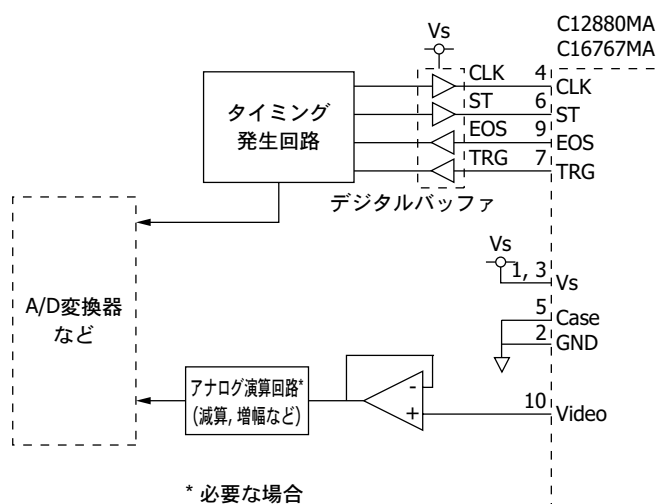 C12880MA
C16767MA
Vs
タイミング
発生回路
CLK 4 CLK
ST 6 ST
EOS 9 EOS
TRG 7 TRG
デジタルバッファ
A/D変換器
など
Vs
1, 3 Vs
5 Case
2 GND
アナログ演算回路*
(減算, 増幅など)
-
+
10 Video
* 必要な場合